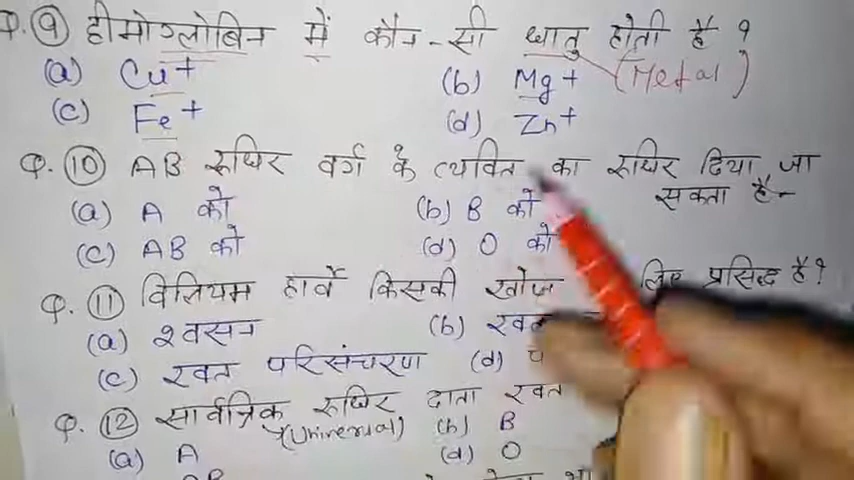 Q. 9 हीमोग्लोबिन में कौन-सी धातु होती है ?
(Metal)
(a) Cu+ (b) Mg+
(c) Fe+ (d) Zn+
Q. 10 AB रूधिर वर्ग के व्यक्ति का रूधिर दिया जा
सकता है-
(a) A को (b) B को
(c) AB को (d) O को
Q. 11 विलियम हार्वे किसकी खोज लिए प्रसिद्ध है ?
(a) श्वसन (b)
(c) रक्त परिसंचरण (d)
Q. 12 सार्वत्रिक रूधिर दाता रक्त
(Universal) (b) B
(a) A (d) O
AB